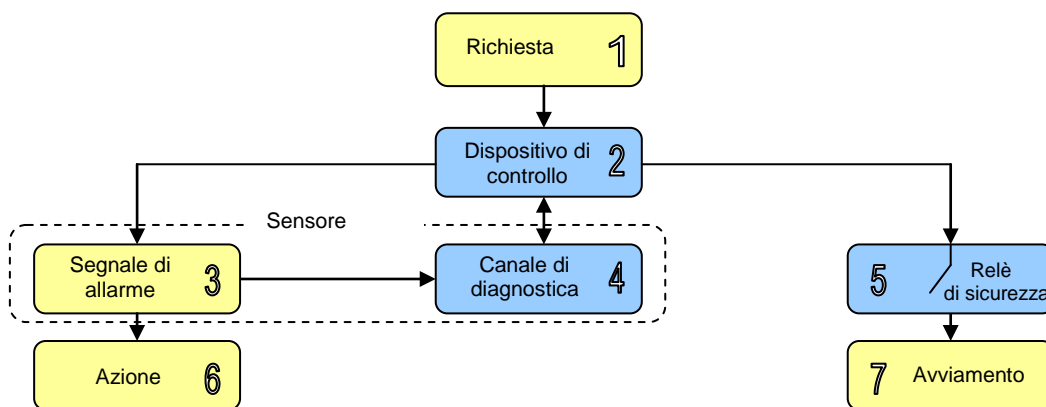 Richiesta 1
Dispositivo di
controllo 2
Sensore
Segnale di
allarme 3
Canale di
diagnostica 4
5 Relè
di sicurezza
Azione 6
7 Avviamento